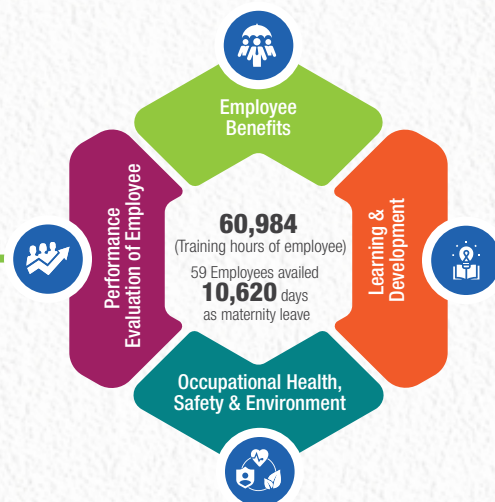 Employee
Benefits
Performance
Evaluation of Employee
60,984
(Training hours of employee)
59 Employees availed
10,620 days
as maternity leave
Learning &
Development
Occupational Health,
Safety & Environment